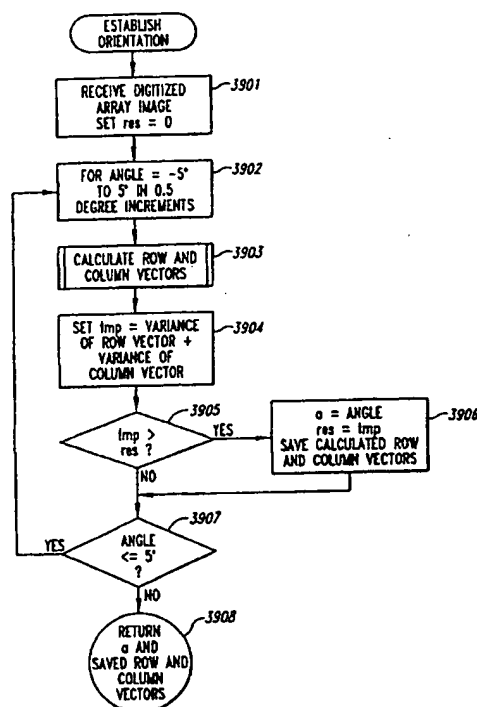 ESTABLISH
ORIENTATION
3901
RECEIVE DIGITIZED
ARRAY IMAGE
SET res = 0
3902
FOR ANGLE = -5°
TO 5° IN 0.5
DEGREE INCREMENTS
3903
CALCULATE ROW AND
COLUMN VECTORS
3904
SET tmp = VARIANCE
OF ROW VECTOR +
VARIANCE OF
COLUMN VECTOR
3905
tmp >
res ?
YES
NO
3906
a = ANGLE
res = tmp
SAVE CALCULATED ROW
AND COLUMN VECTORS
3907
ANGLE
<= 5°
?
YES
NO
3908
RETURN
a AND
SAVED ROW AND
COLUMN
VECTORS